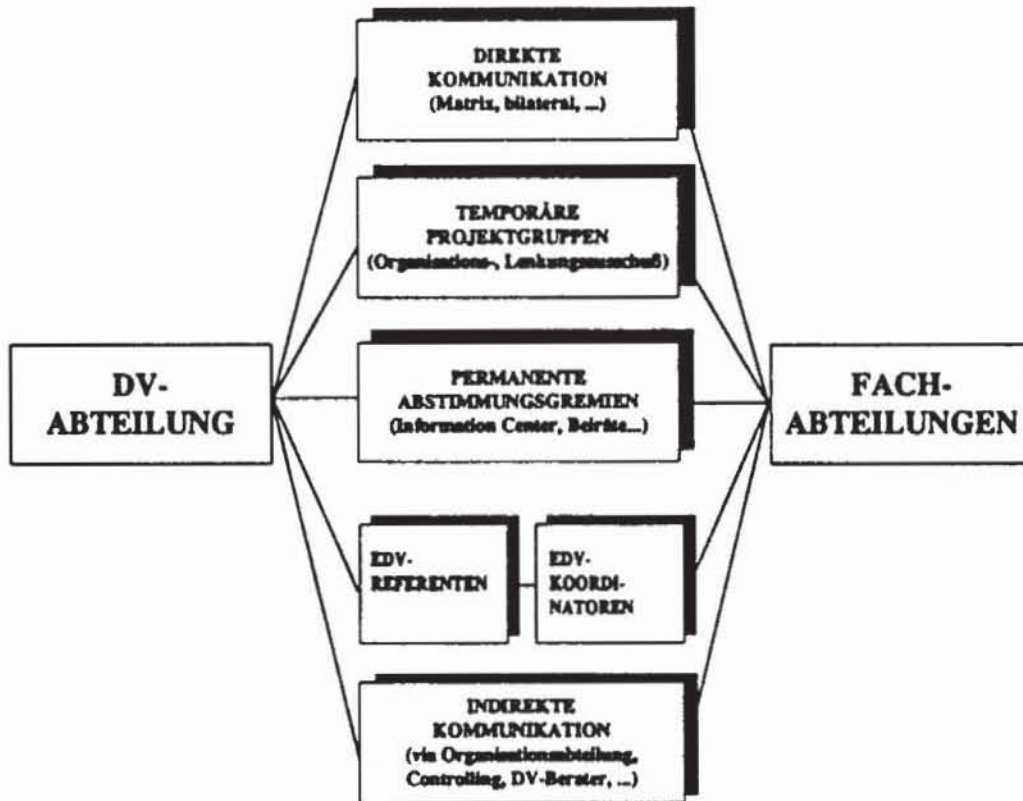 DIREKTE
KOMMUNIKATION
(Matrix, bilateral, ...)
TEMPORÄRE
PROJEKTGRUPPEN
(Organisations-, Lenkungsausschuß)
DV-
ABTEILUNG
PERMANENTE
ABSTIMMUNGSGREMIEN
(Information Center, Beiräte...)
FACH-
ABTEILUNGEN
EDV-
REFERENTEN
EDV-
KOORDI-
NATOREN
INDIREKTE
KOMMUNIKATION
(via Organisationsabteilung,
Controlling, DV-Berater, ...)